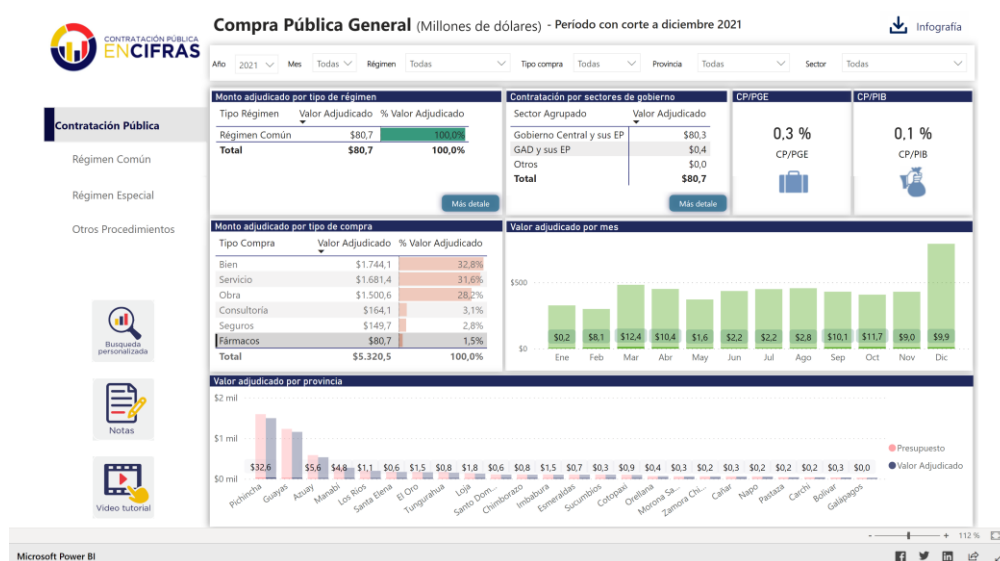 CONTRATACIÓN PÚBLICA
ENCIFRAS
Compra Pública General (Millones de dólares) - Período con corte a diciembre 2021
Infografía
Año 2021 Mes Todas Régimen Todas Tipo compra Todas Provincia Todas Sector Todas
Contratación Pública
Régimen Común
Régimen Especial
Otros Procedimientos
Busqueda
personalizada
Notas
Video tutorial
Monto adjudicado por tipo de régimen
Tipo Régimen Valor Adjudicado % Valor Adjudicado
Régimen Común $80,7 100,0%
Total $80,7 100,0%
Más detale
Contratación por sectores de gobierno
Sector Agrupado Valor Adjudicado
Gobierno Central y sus EP $80,3
GAD y sus EP $0,4
Otros $0,0
Total $80,7
Más detale
CP/PGE
0,3 %
CP/PGE
CP/PIB
0,1 %
CP/PIB
Monto adjudicado por tipo de compra
Tipo Compra Valor Adjudicado % Valor Adjudicado
Bien $1.744,1 32,8%
Servicio $1.681,4 31,6%
Obra $1.500,6 28,2%
Consultoría $164,1 3,1%
Seguros $149,7 2,8%
Fármacos $80,7 1,5%
Total $5.320,5 100,0%
Valor adjudicado por mes
$500
$0,2 $8,1 $12,4 $10,4 $1,6 $2,2 $2,2 $2,8 $10,1 $11,7 $9,0 $9,9
$0
Ene Feb Mar Abr May Jun Jul Ago Sep Oct Nov Dic
Valor adjudicado por provincia
$2 mil
$1 mil
$0 mil
$32,6 $5,6 $4,8 $1,1 $0,6 $1,5 $0,8 $1,8 $0,6 $0,8 $1,5 $0,7 $0,3 $0,9 $0,4 $0,3 $0,2 $0,3 $0,2 $0,2 $0,2 $0,3 $0,0
Pichincha Guayas Azuay Manabí Los Ríos Santa Elena El Oro Tungurahua Loja Santo Dom... Chimborazo Imbabura Esmeraldas Sucumbíos Cotopaxi Orellana Morona Sa... Zamora Chi... Cañar Napo Pastaza Carchi Bolívar Galápagos
Presupuesto
Valor Adjudicado
- + 112 %
Microsoft Power BI